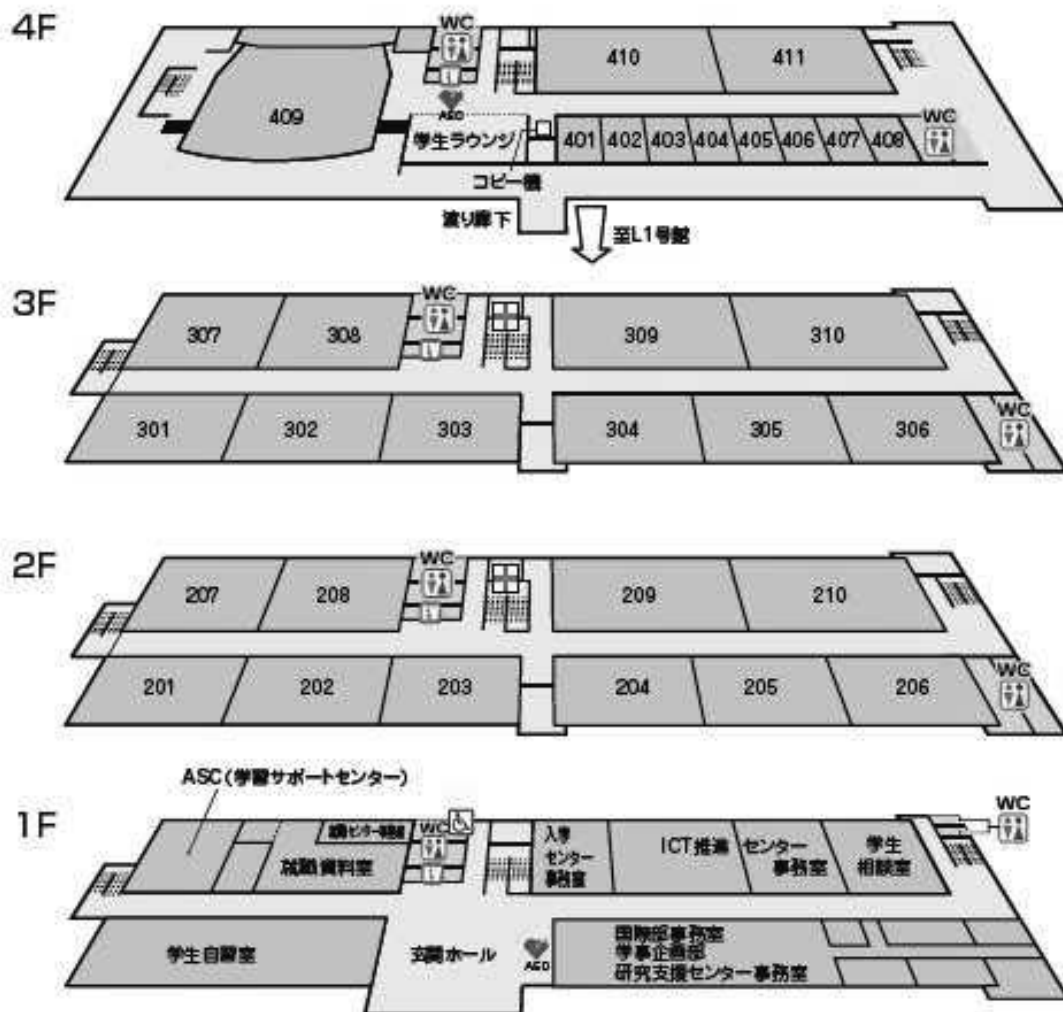 4F
WC
410
411
409
AED
WC
学生ラウンジ
401
402
403
404
405
406
407
408
コピー機
渡り廊下
至L1号館
3F
WC
307
308
309
310
301
302
303
304
305
306
WC
2F
WC
207
208
209
210
201
202
203
204
205
206
WC
ASC(学習サポートセンター)
1F
WC
WC
就職資料室
入学
センター
事務室
ICT推進 センター
事務室
学生
相談室
学生自習室
玄関ホール
AED
国際部事務室
学事企画部
研究支援センター事務室